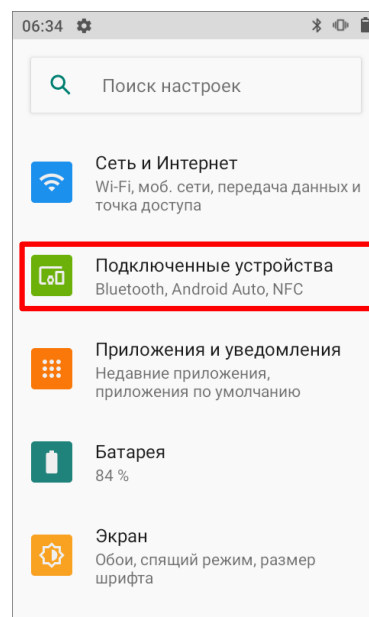 06:34
Поиск настроек
Сеть и Интернет
Wi-Fi, моб. сети, передача данных и
точка доступа
Подключенные устройства
Bluetooth, Android Auto, NFC
Приложения и уведомления
Недавние приложения,
приложения по умолчанию
Батарея
84 %
Экран
Обои, спящий режим, размер
шрифта